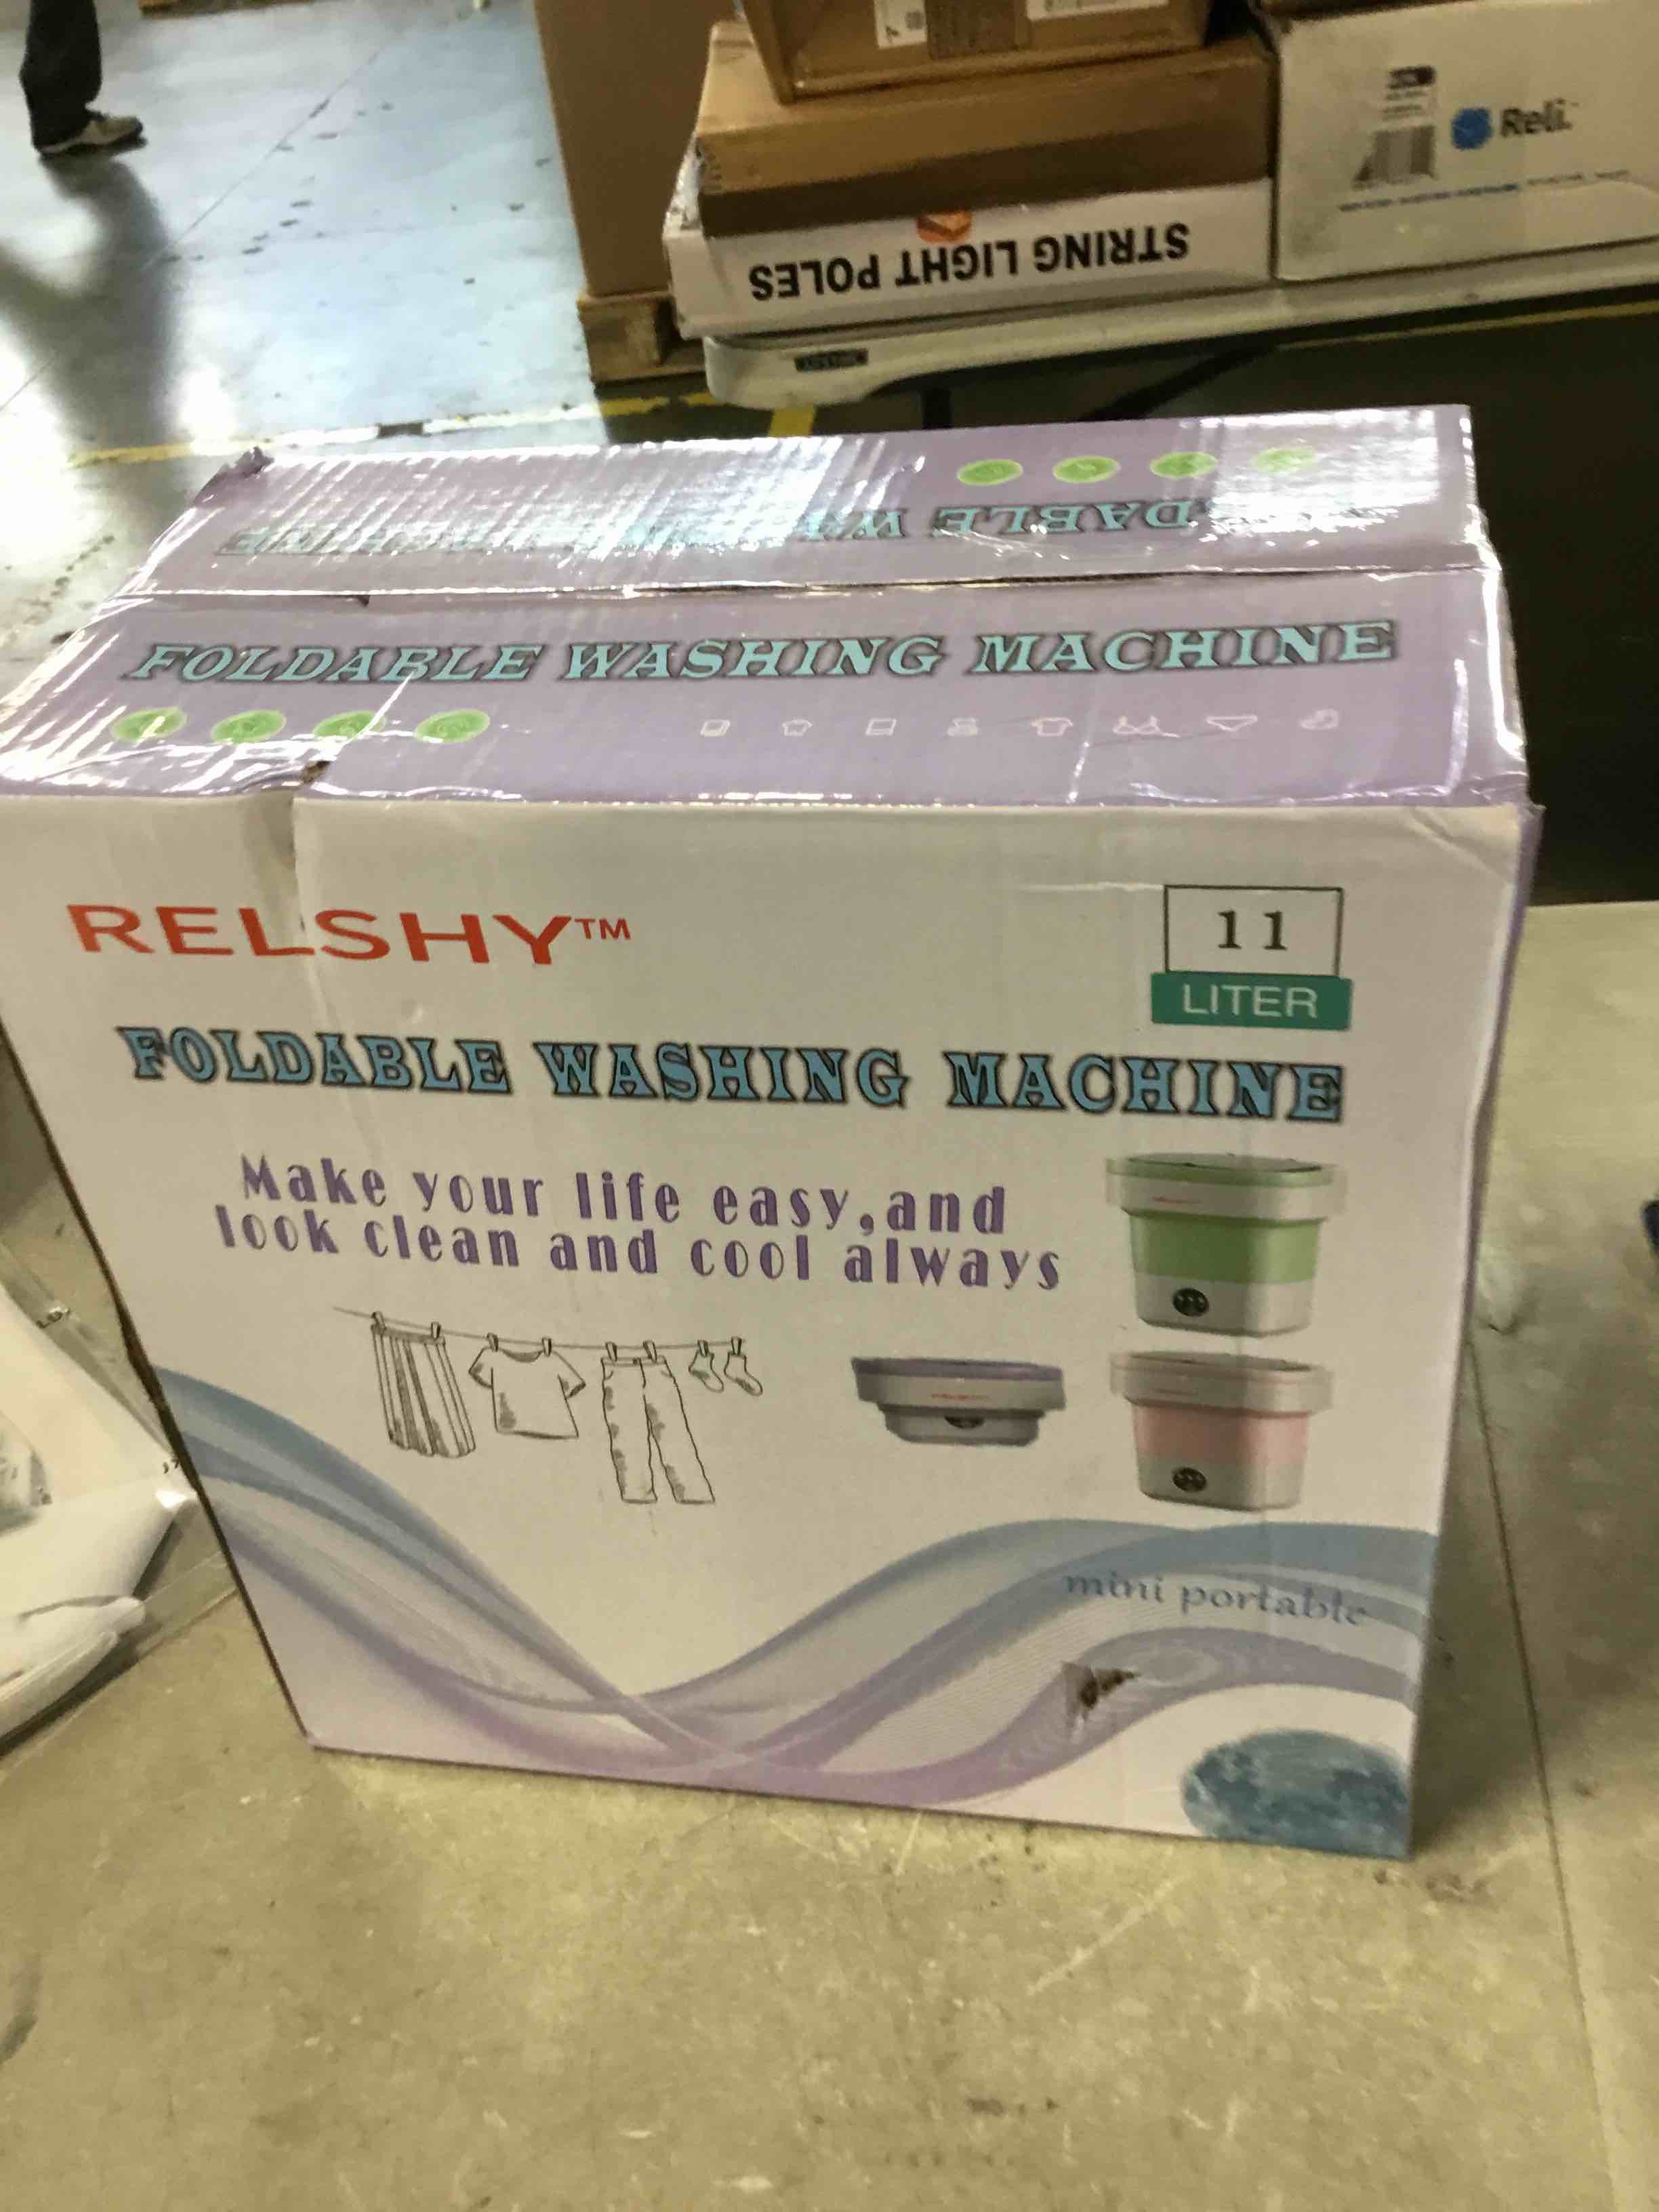 Reli.
STRING LIGHT POLES
FOLDABLE WASHING MACHINE
RELSHY™
11
LITER
FOLDABLE WASHING MACHINE
Make your life easy,and
look clean and cool always
mini portable